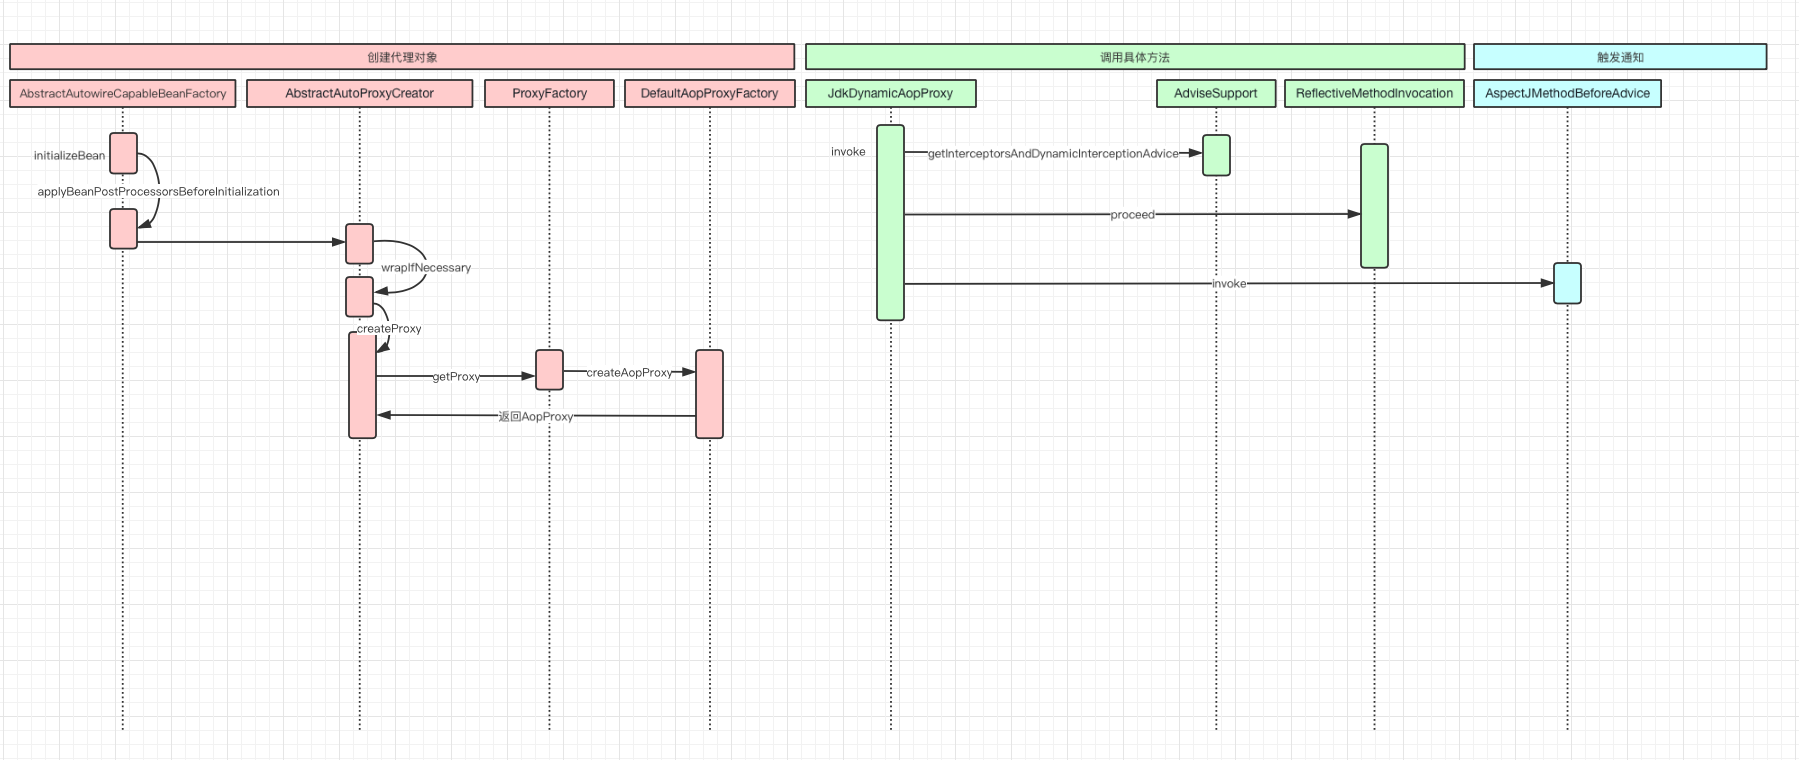 创建代理对象
调用具体方法
触发通知
AbstractAutowireCapableBeanFactory
AbstractAutoProxyCreator
ProxyFactory
DefaultAopProxyFactory
JdkDynamicAopProxy
AdviseSupport
ReflectiveMethodInvocation
AspectJMethodBeforeAdvice
initializeBean
applyBeanPostProcessorsBeforeInitialization
wrapIfNecessary
createProxy
getProxy
createAopProxy
返回AopProxy
invoke
getInterceptorsAndDynamicInterceptionAdvice
proceed
invoke